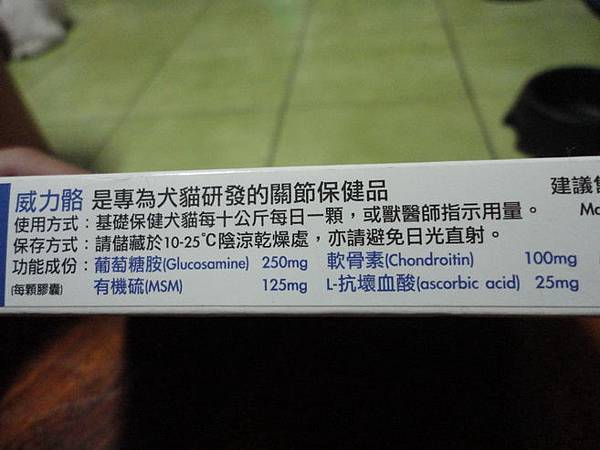 威力骼 是專為犬貓研發的關節保健品
使用方式：基礎保健犬貓每十公斤每日一顆，或獸醫師指示用量。
保存方式：請儲藏於10-25℃陰涼乾燥處，亦請避免日光直射。
功能成份：葡萄糖胺(Glucosamine) 250mg 軟骨素(Chondroitin) 100mg
(每顆膠囊) 有機硫(MSM) 125mg L-抗壞血酸(ascorbic acid) 25mg
建議售